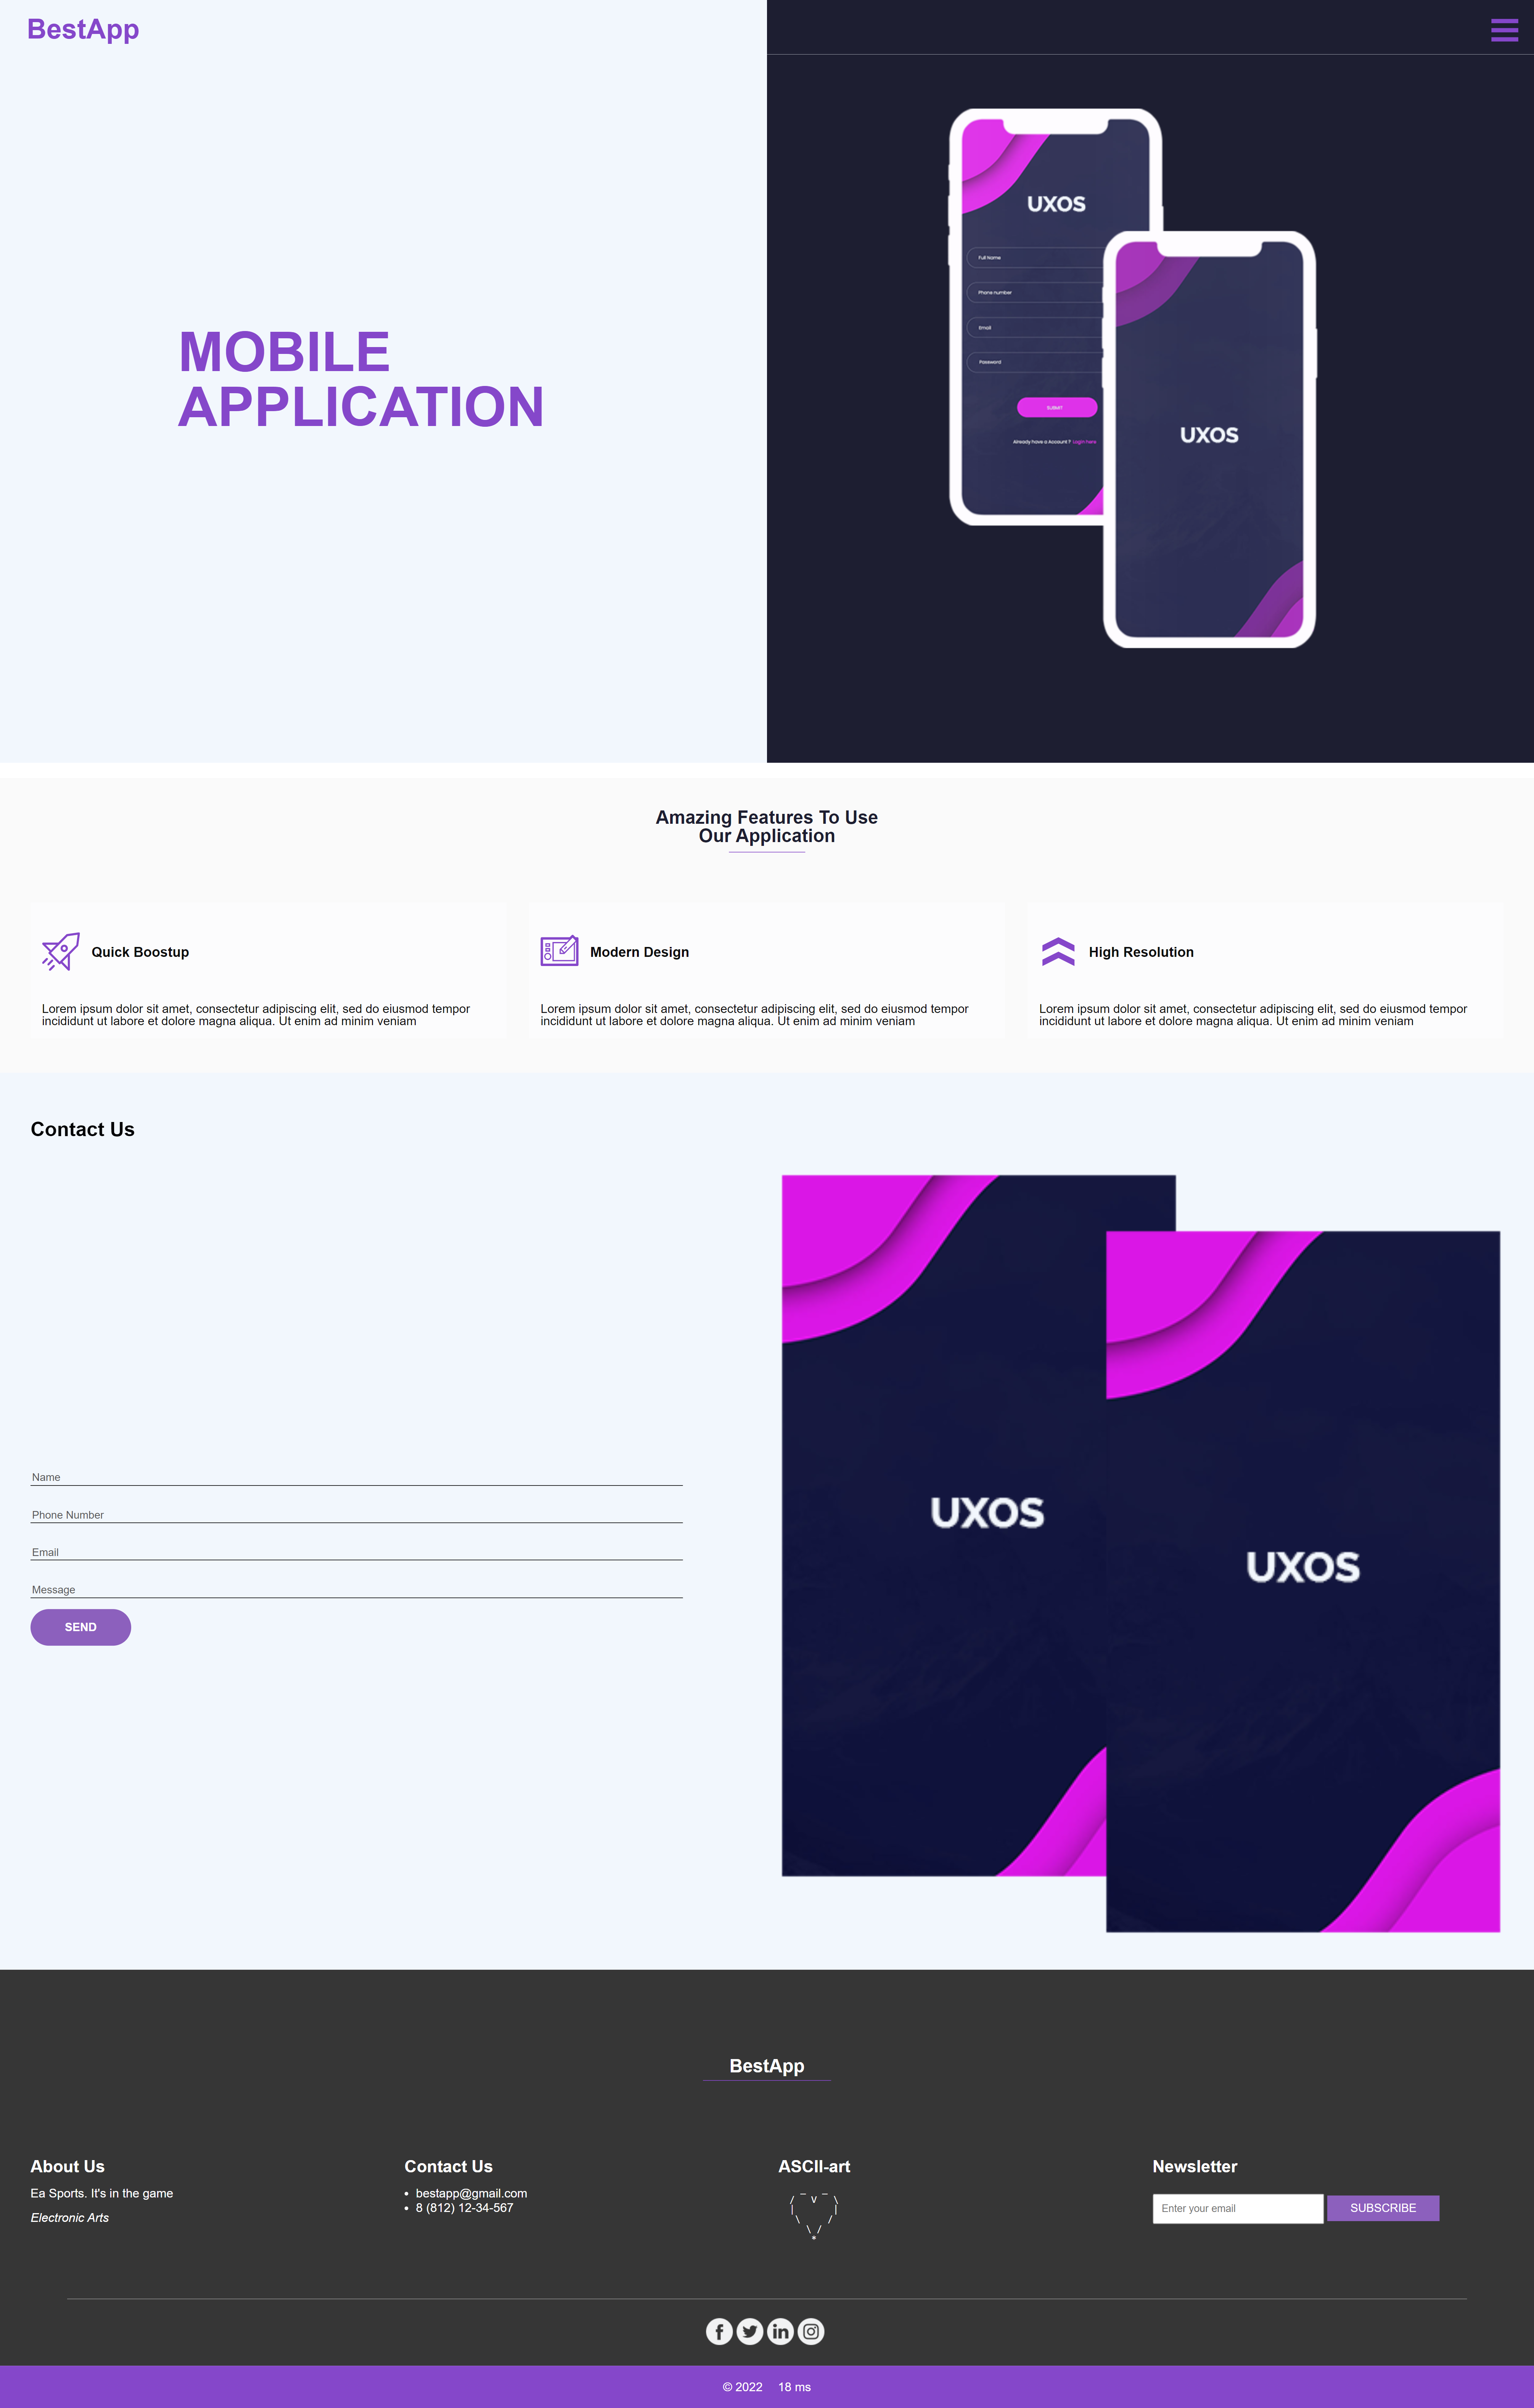 BestApp
MOBILE
APPLICATION
UXOS
Full Name
Phone number
Email
Password
SUBMIT
Already have a Account ? Login here
UXOS
Amazing Features To Use
Our Application
Quick Boostup
Lorem ipsum dolor sit amet, consectetur adipiscing elit, sed do eiusmod tempor
incididunt ut labore et dolore magna aliqua. Ut enim ad minim veniam
Modern Design
Lorem ipsum dolor sit amet, consectetur adipiscing elit, sed do eiusmod tempor
incididunt ut labore et dolore magna aliqua. Ut enim ad minim veniam
High Resolution
Lorem ipsum dolor sit amet, consectetur adipiscing elit, sed do eiusmod tempor
incididunt ut labore et dolore magna aliqua. Ut enim ad minim veniam
Contact Us
Name
Phone Number
Email
Message
SEND
UXOS
UXOS
BestApp
About Us
Ea Sports. It's in the game
Electronic Arts
Contact Us
• bestapp@gmail.com
• 8 (812) 12-34-567
ASCII-art
  _   _
/   V   \
|       |
 \     /
   \ /
    *
Newsletter
Enter your email
SUBSCRIBE
© 2022 18 ms